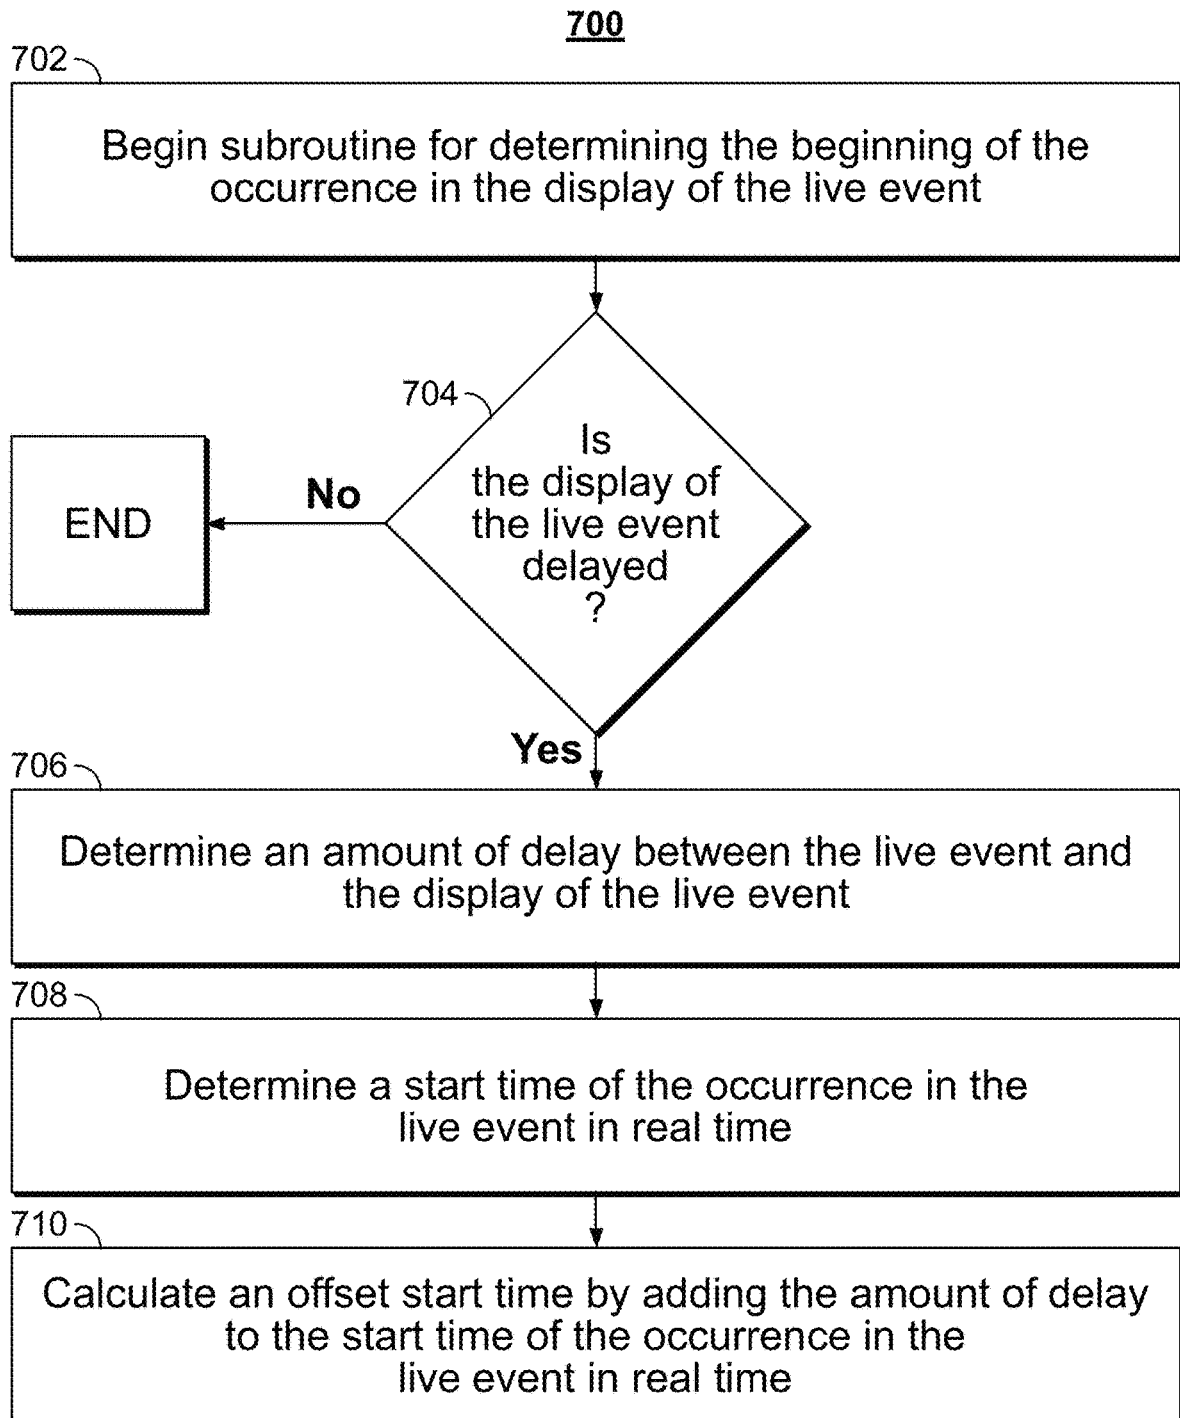 700
702
Begin subroutine for determining the beginning of the
occurrence in the display of the live event
704
Is
the display of
the live event
delayed
?
No
END
Yes
706
Determine an amount of delay between the live event and
the display of the live event
708
Determine a start time of the occurrence in the
live event in real time
710
Calculate an offset start time by adding the amount of delay
to the start time of the occurrence in the
live event in real time